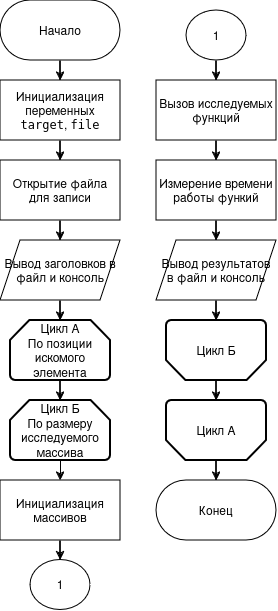 Начало
Инициализация
переменных
target, file
Открытие файла
для записи
Вывод заголовков в
файл и консоль
Цикл А
По позиции
искомого
элемента
Цикл Б
По размеру
исследуемого
массива
Инициализация
массивов
1
1
Вызов исследуемых
функций
Измерение времени
работы функий
Вывод результатов
в файл и консоль
Цикл Б
Цикл А
Конец